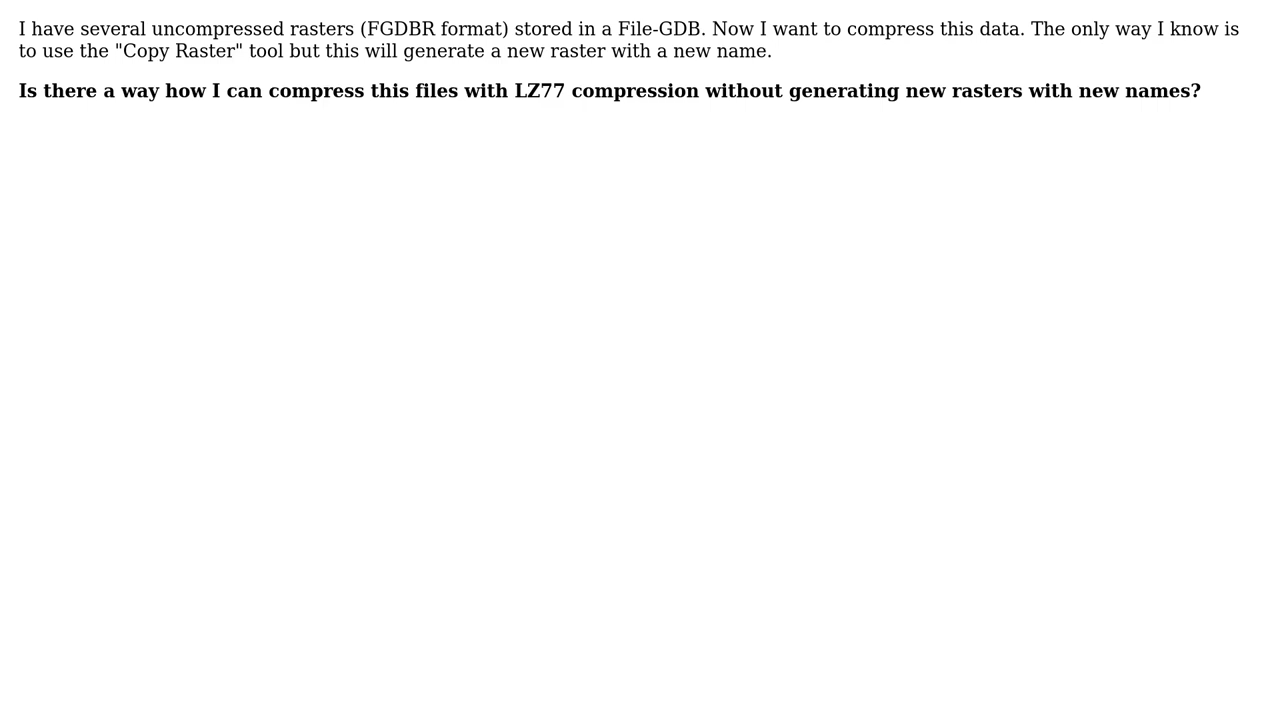 I have several uncompressed rasters (FGDBR format) stored in a File-GDB. Now I want to compress this data. The only way I know is
to use the "Copy Raster" tool but this will generate a new raster with a new name.
Is there a way how I can compress this files with LZ77 compression without generating new rasters with new names?